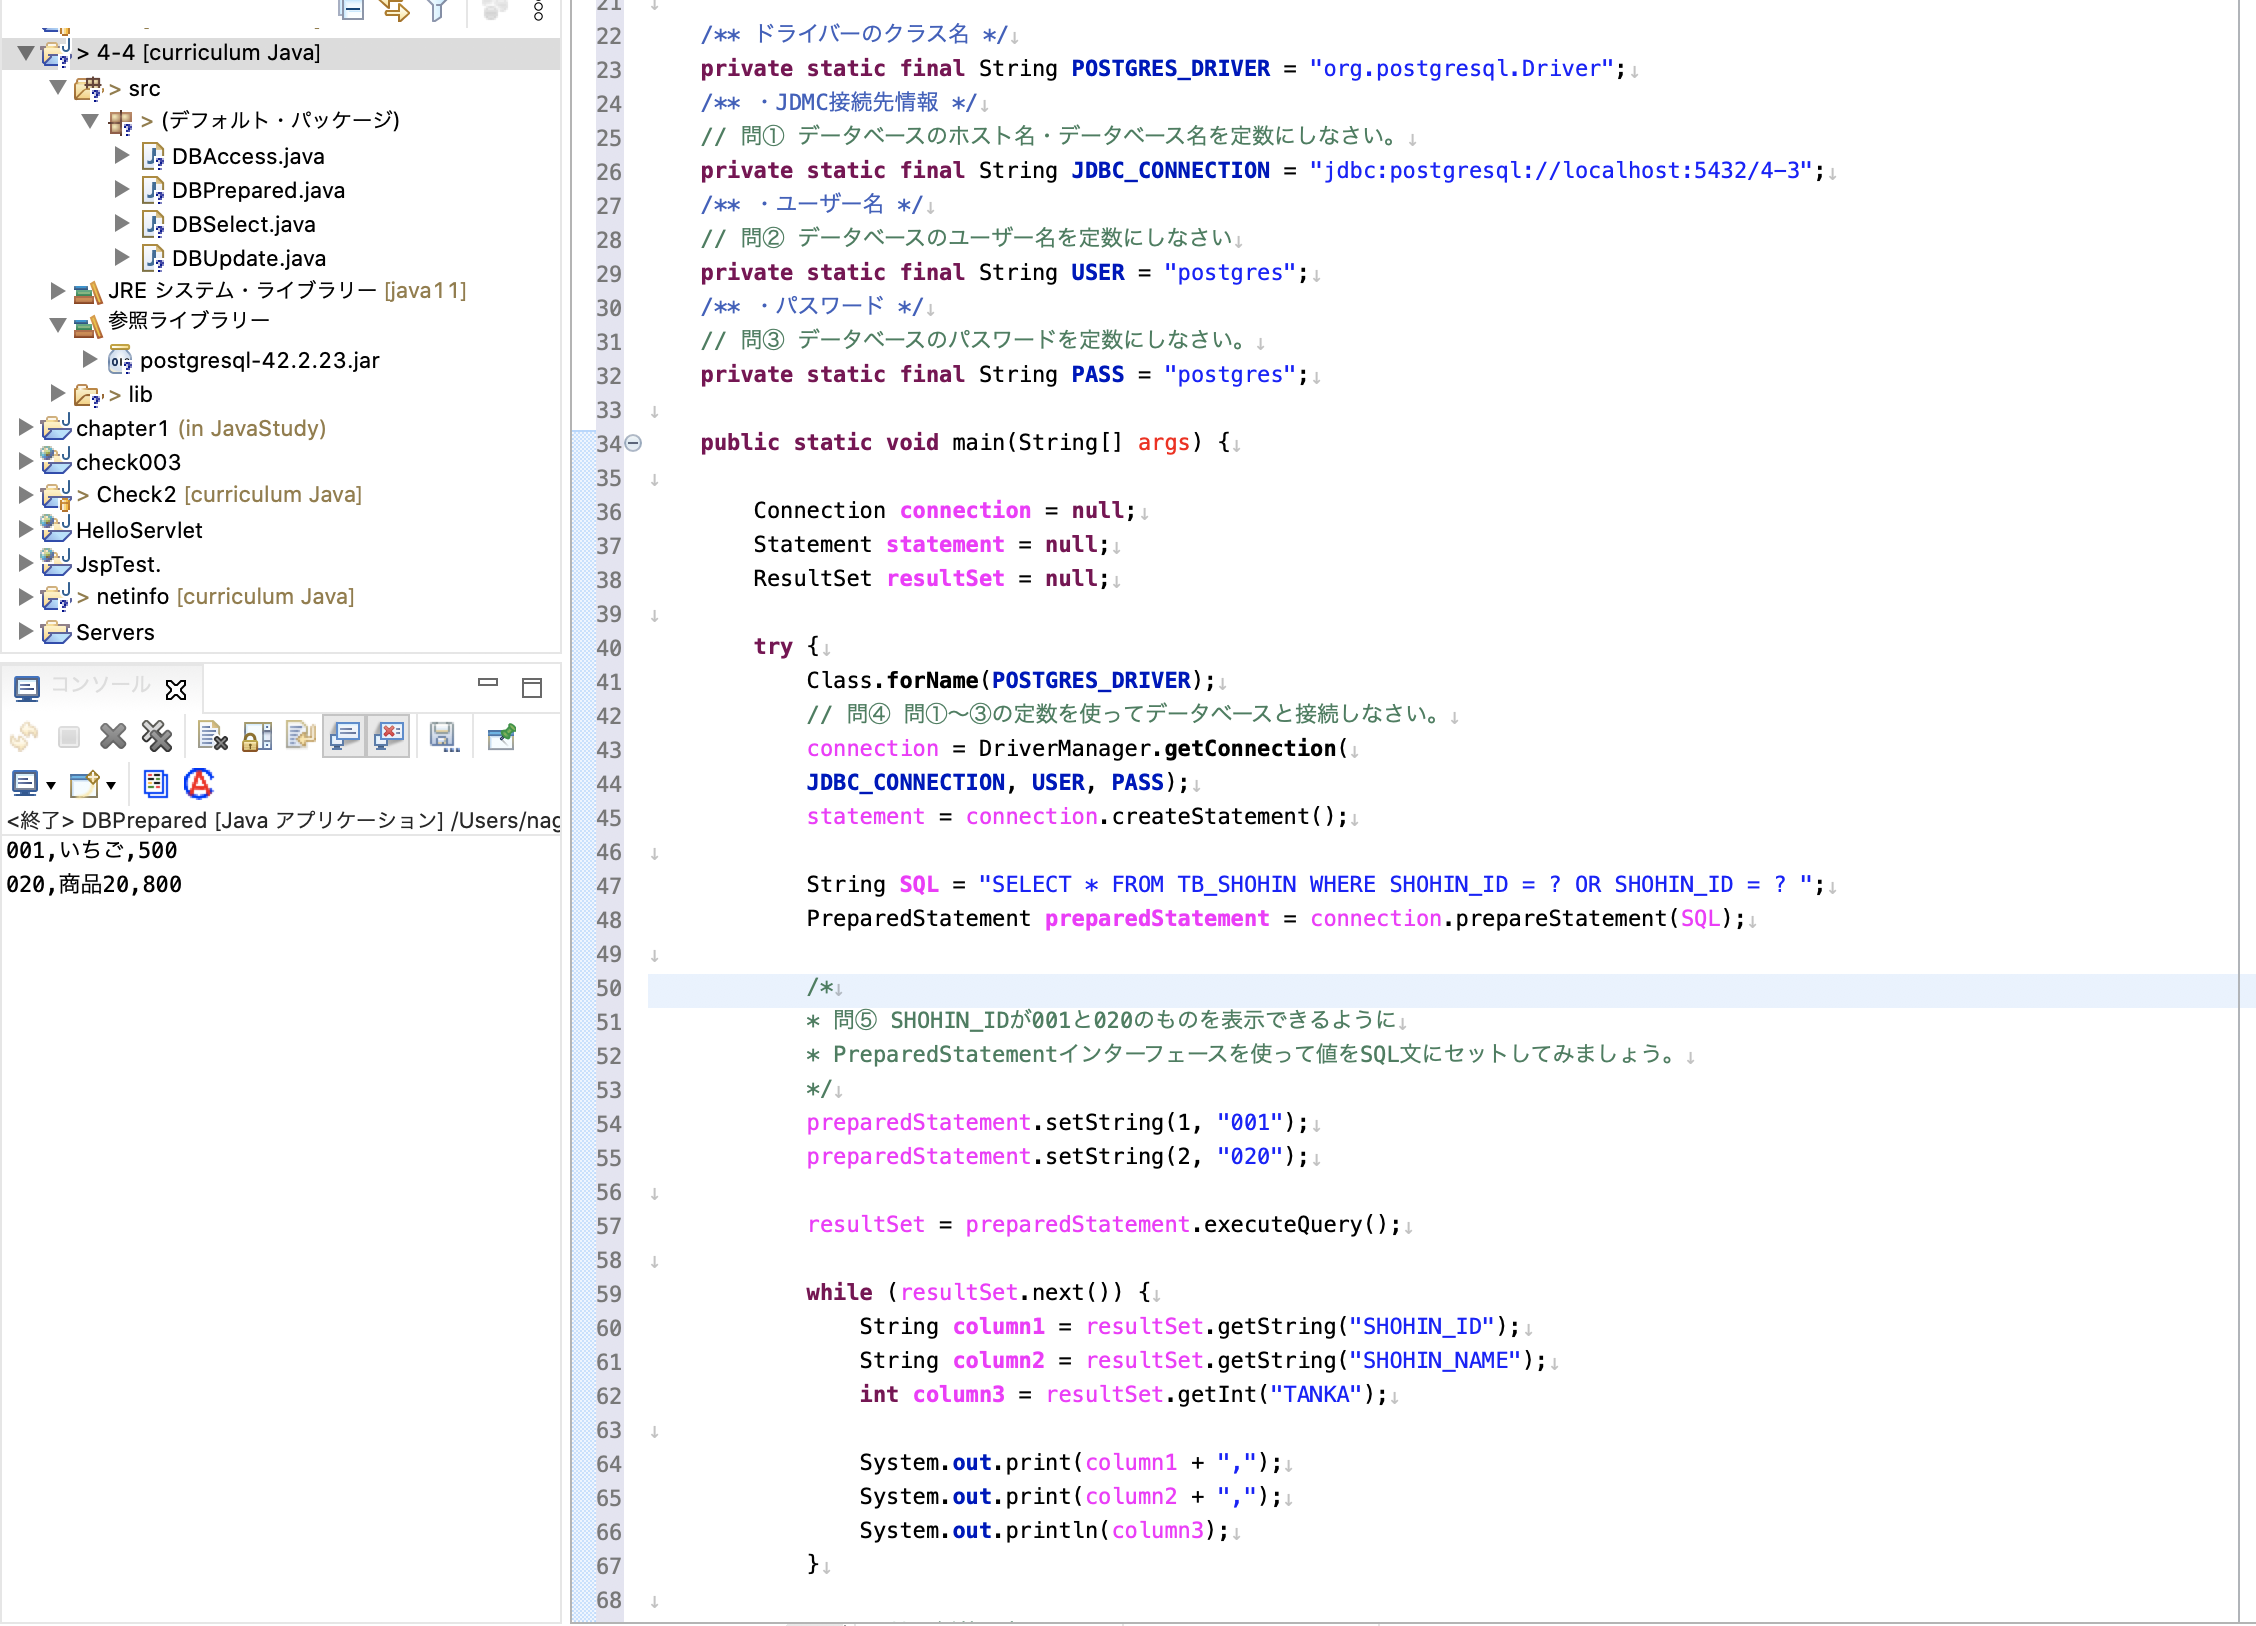 > 4-4 [curriculum Java]
> src
> (デフォルト・パッケージ)
DBAccess.java
DBPrepared.java
DBSelect.java
DBUpdate.java
JRE システム・ライブラリー [java11]
参照ライブラリー
postgresql-42.2.23.jar
> lib
chapter1 (in JavaStudy)
check003
> Check2 [curriculum Java]
HelloServlet
JspTest.
> netinfo [curriculum Java]
Servers
コンソール
<終了> DBPrepared [Java アプリケーション] /Users/nag
001,いちご,500
020,商品20,800
21
22 /** ドライバーのクラス名 */
23 private static final String POSTGRES_DRIVER = "org.postgresql.Driver";
24 /** ・JDMC接続先情報 */
25 // 問① データベースのホスト名・データベース名を定数にしなさい。
26 private static final String JDBC_CONNECTION = "jdbc:postgresql://localhost:5432/4-3";
27 /** ・ユーザー名 */
28 // 問② データベースのユーザー名を定数にしなさい
29 private static final String USER = "postgres";
30 /** ・パスワード */
31 // 問③ データベースのパスワードを定数にしなさい。
32 private static final String PASS = "postgres";
33
34 public static void main(String[] args) {
35
36 Connection connection = null;
37 Statement statement = null;
38 ResultSet resultSet = null;
39
40 try {
41 Class.forName(POSTGRES_DRIVER);
42 // 問④ 問①〜③の定数を使ってデータベースと接続しなさい。
43 connection = DriverManager.getConnection(
44 JDBC_CONNECTION, USER, PASS);
45 statement = connection.createStatement();
46
47 String SQL = "SELECT * FROM TB_SHOHIN WHERE SHOHIN_ID = ? OR SHOHIN_ID = ? ";
48 PreparedStatement preparedStatement = connection.prepareStatement(SQL);
49
50 /*
51 * 問⑤ SHOHIN_IDが001と020のものを表示できるように
52 * PreparedStatementインターフェースを使って値をSQL文にセットしてみましょう。
53 */
54 preparedStatement.setString(1, "001");
55 preparedStatement.setString(2, "020");
56
57 resultSet = preparedStatement.executeQuery();
58
59 while (resultSet.next()) {
60 String column1 = resultSet.getString("SHOHIN_ID");
61 String column2 = resultSet.getString("SHOHIN_NAME");
62 int column3 = resultSet.getInt("TANKA");
63
64 System.out.print(column1 + ",");
65 System.out.print(column2 + ",");
66 System.out.println(column3);
67 }
68